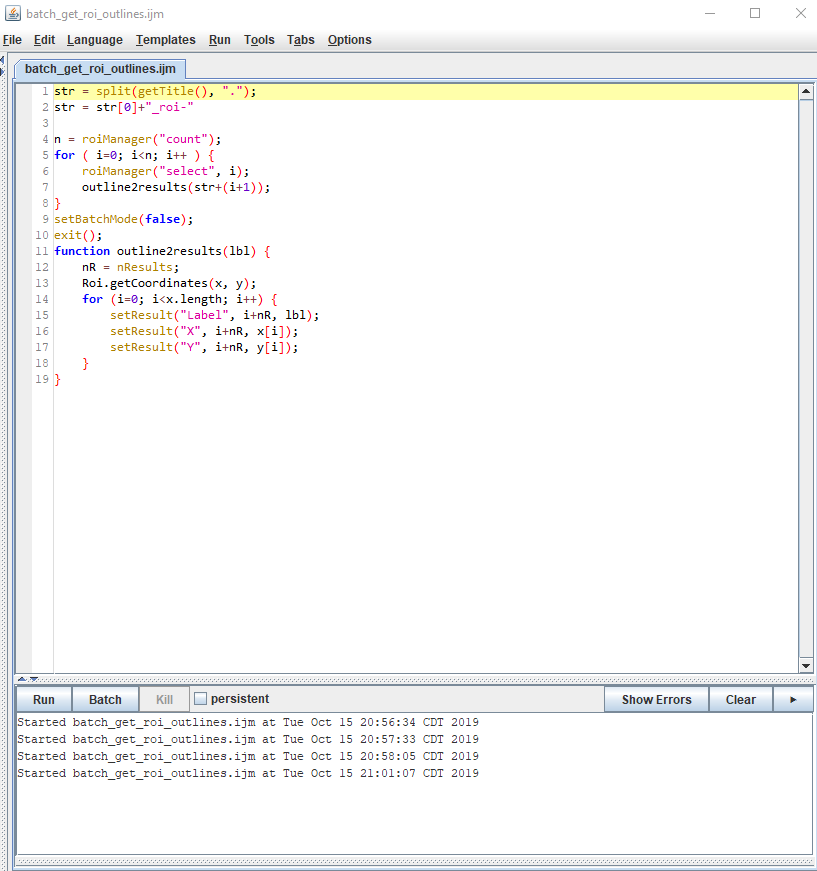 batch_get_roi_outlines.ijm
File Edit Language Templates Run Tools Tabs Options
batch_get_roi_outlines.ijm
1 str = split(getTitle(), ".");
2 str = str[0]+"_roi-"
3
4 n = roiManager("count");
5 for ( i=0; i<n; i++ ) {
6     roiManager("select", i);
7     outline2results(str+(i+1));
8 }
9 setBatchMode(false);
10 exit();
11 function outline2results(lbl) {
12     nR = nResults;
13     Roi.getCoordinates(x, y);
14     for (i=0; i<x.length; i++) {
15         setResult("Label", i+nR, lbl);
16         setResult("X", i+nR, x[i]);
17         setResult("Y", i+nR, y[i]);
18     }
19 }
Run Batch Kill persistent Show Errors Clear
Started batch_get_roi_outlines.ijm at Tue Oct 15 20:56:34 CDT 2019
Started batch_get_roi_outlines.ijm at Tue Oct 15 20:57:33 CDT 2019
Started batch_get_roi_outlines.ijm at Tue Oct 15 20:58:05 CDT 2019
Started batch_get_roi_outlines.ijm at Tue Oct 15 21:01:07 CDT 2019